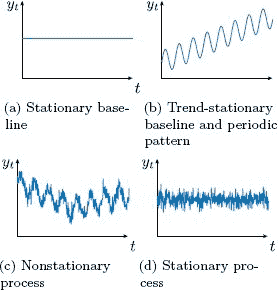 y_t
t
(a) Stationary base-
line
y_t
t
(b) Trend-stationary
baseline and periodic
pattern
y_t
t
(c) Nonstationary
process
y_t
t
(d) Stationary pro-
cess